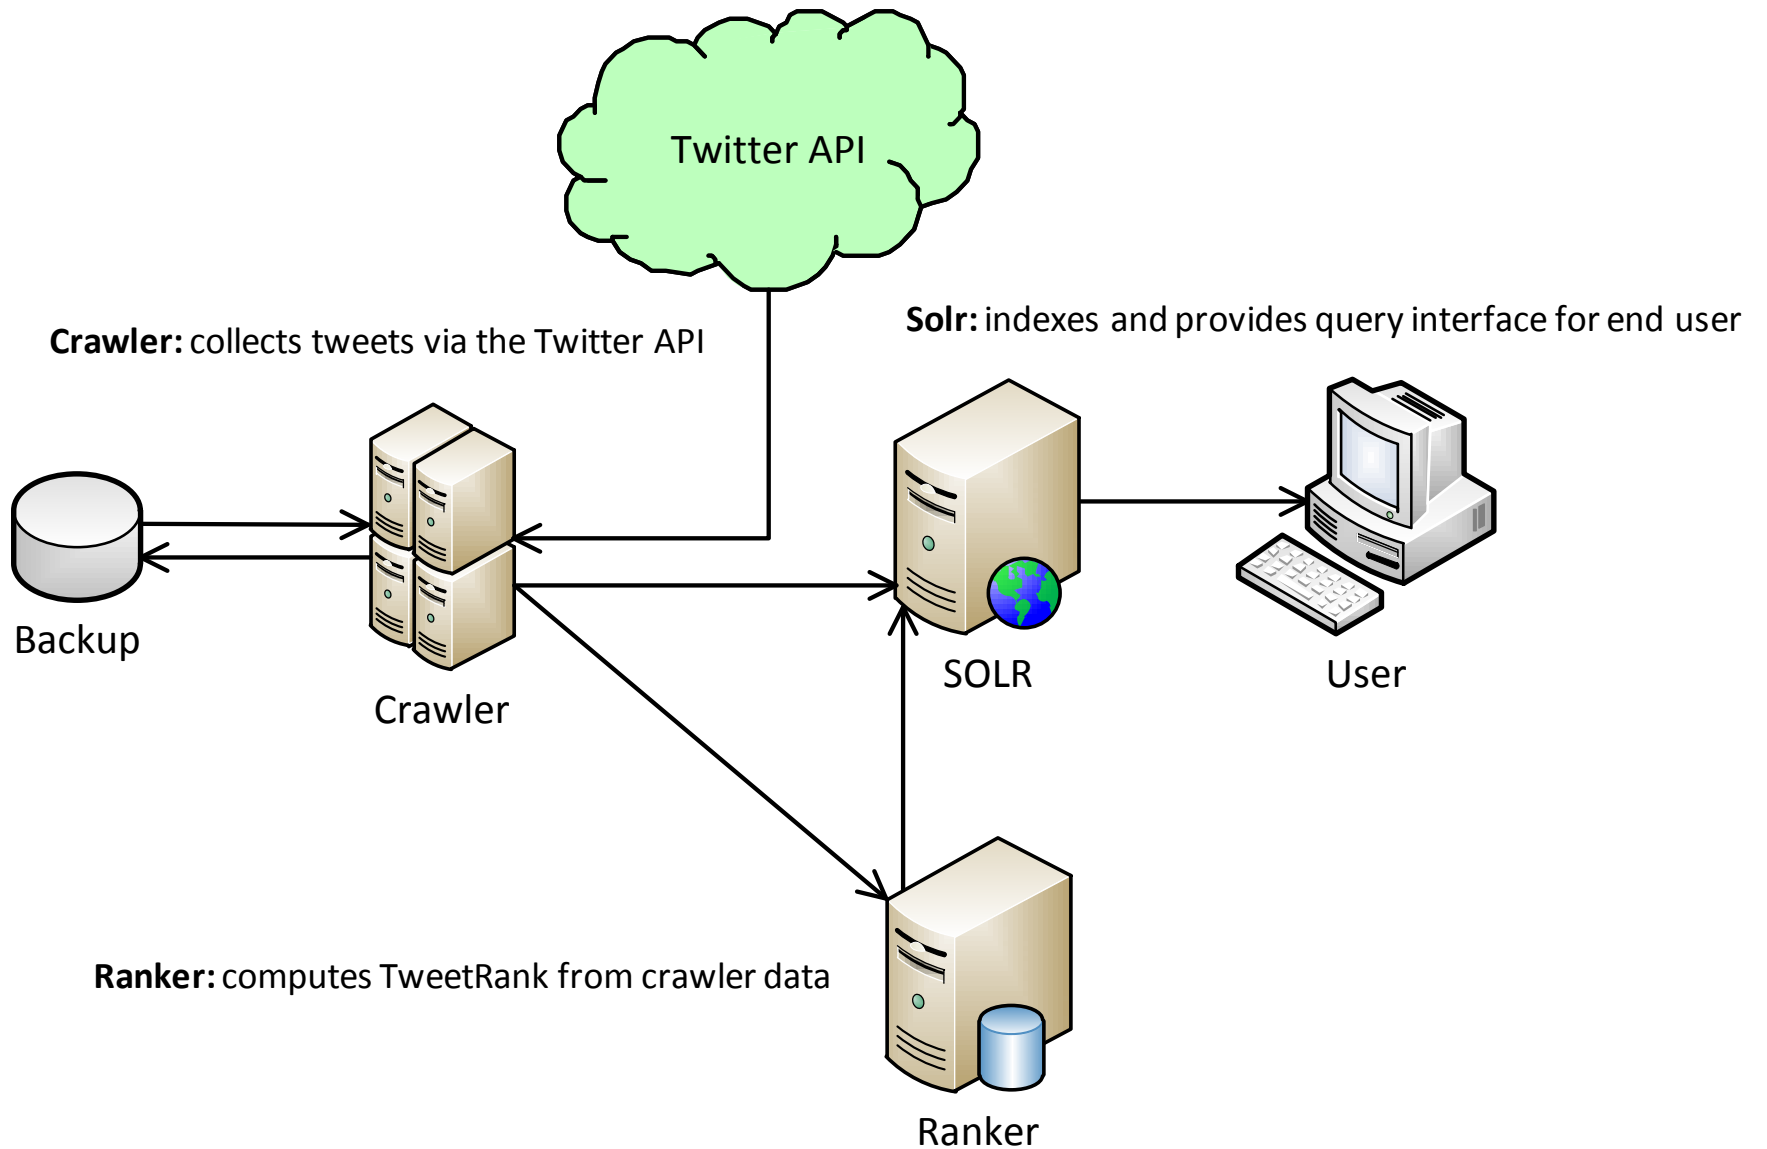 Twitter API
Solr: indexes and provides query interface for end user
Crawler: collects tweets via the Twitter API
Backup
Crawler
SOLR
User
Ranker: computes TweetRank from crawler data
Ranker